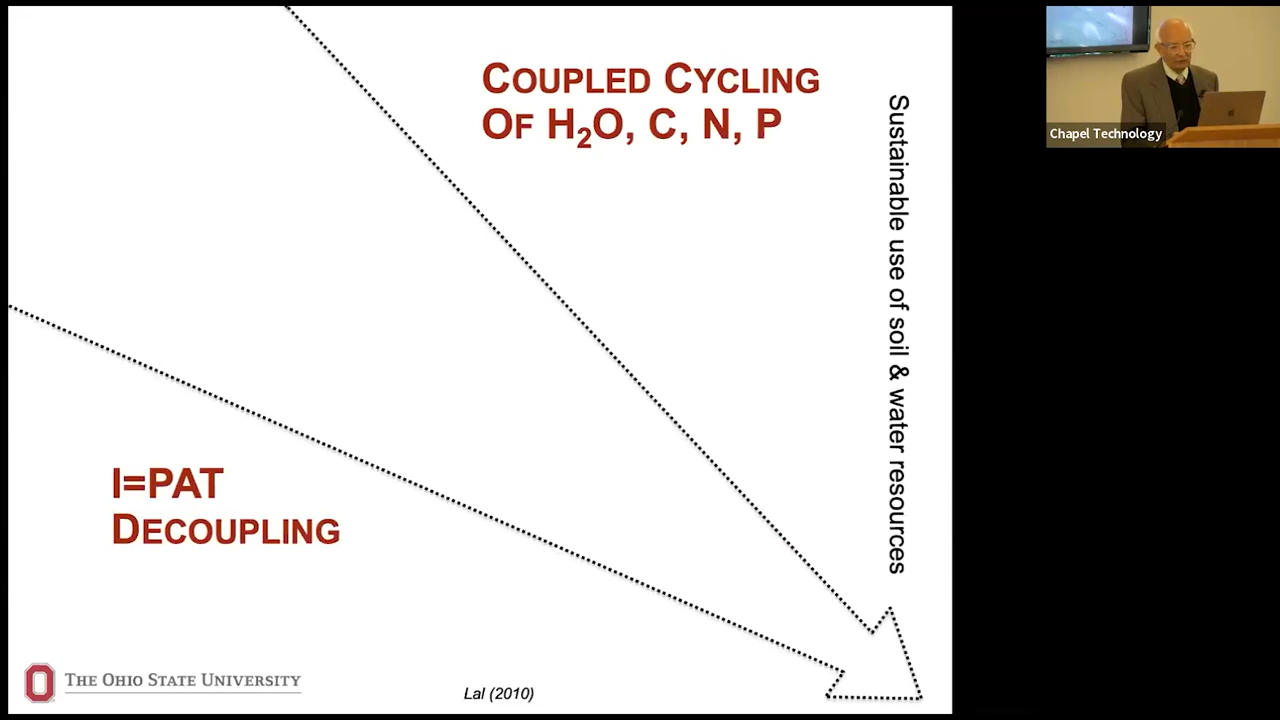 COUPLED CYCLING
OF H₂O, C, N, P
Sustainable use of soil & water resources
I=PAT
DECOUPLING
THE OHIO STATE UNIVERSITY
Lal (2010)
Chapel Technology